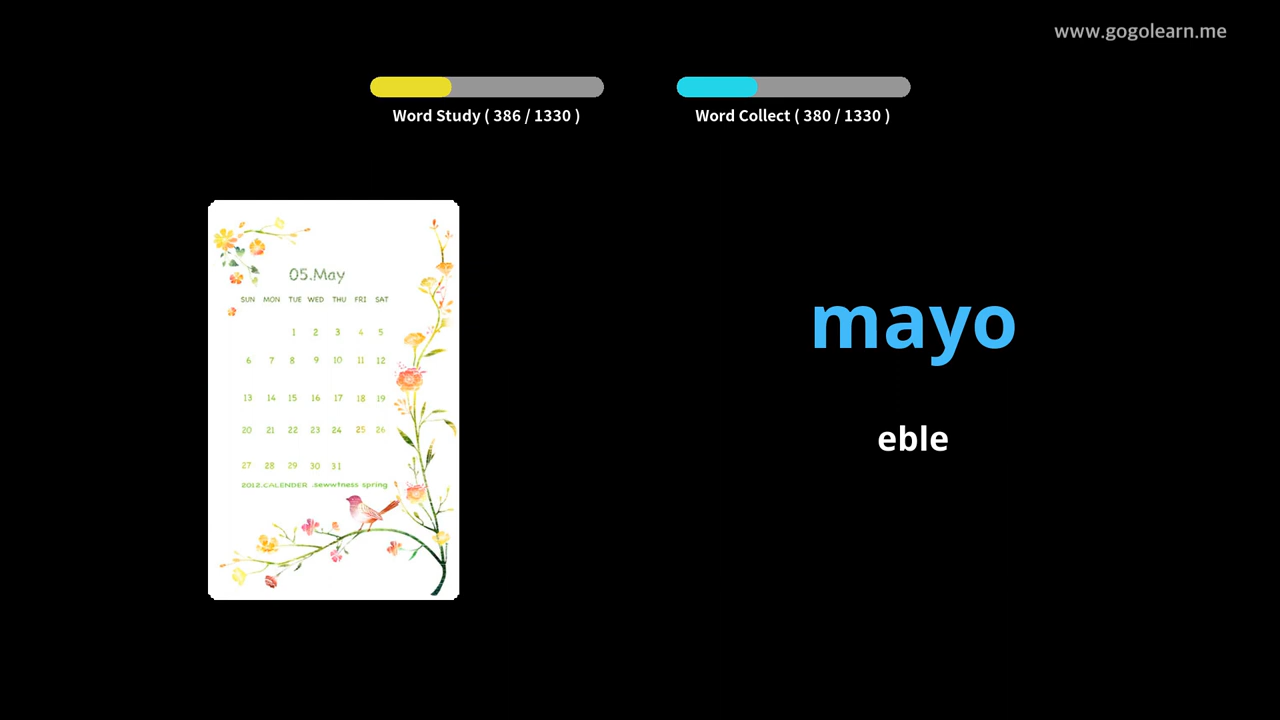 www.gogolearn.me
Word Study ( 386 / 1330 )
Word Collect ( 380 / 1330 )
05.May
SUN MON TUE WED THU FRI SAT
1 2 3 4 5
6 7 8 9 10 11 12
13 14 15 16 17 18 19
20 21 22 23 24 25 26
27 28 29 30 31
2012.CALENDER .sewwtness spring
mayo
eble